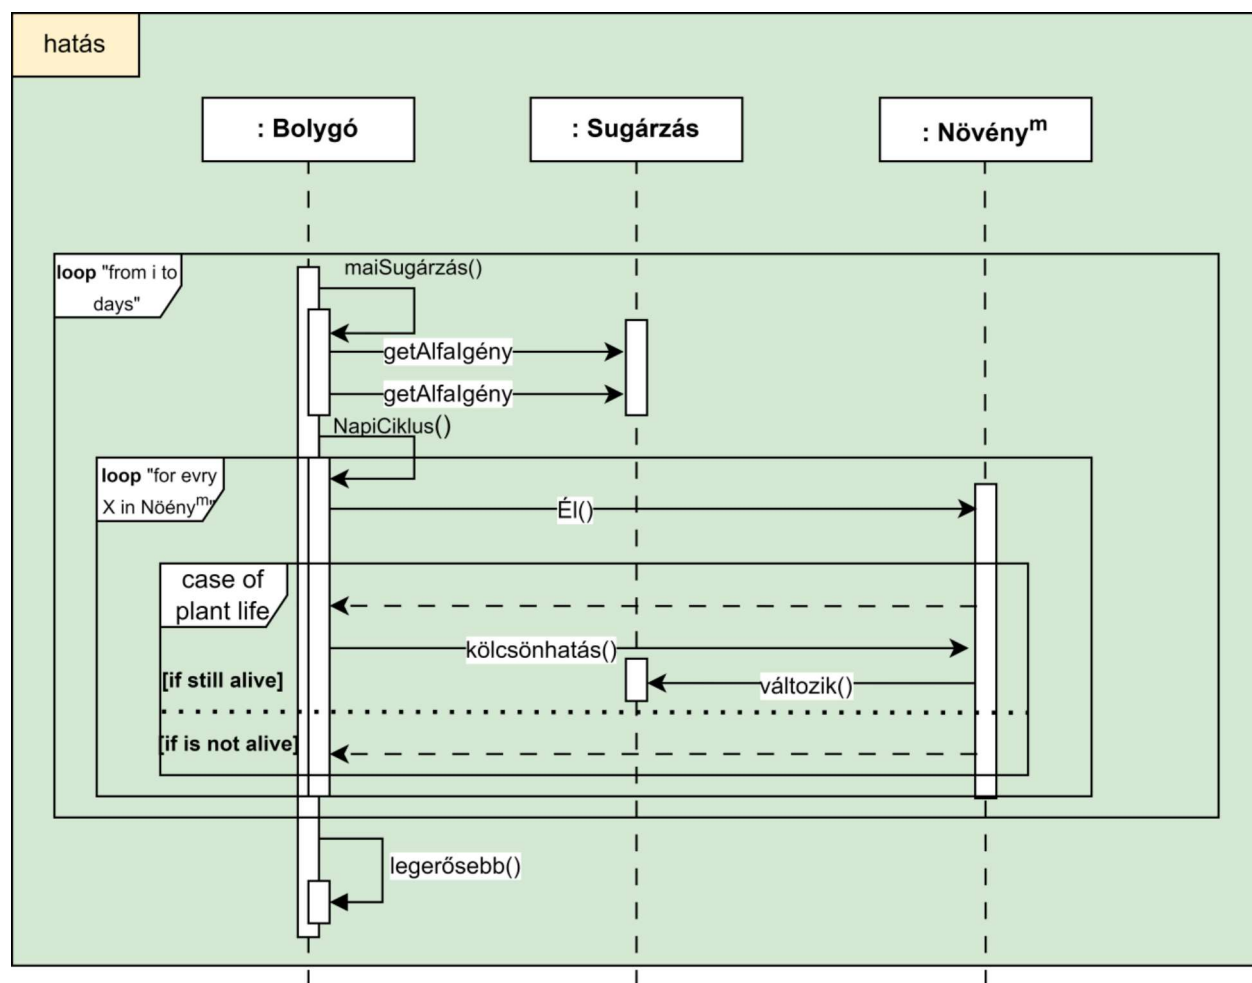 hatás
: Bolygó
: Sugárzás
: Növényᵐ
loop "from i to
days"
maiSugárzás()
getAlfaIgény
getAlfaIgény
NapiCiklus()
loop "for evry
X in Nöényᵐ"
Él()
case of
plant life
kölcsönhatás()
[if still alive]
változik()
[if is not alive]
legerősebb()